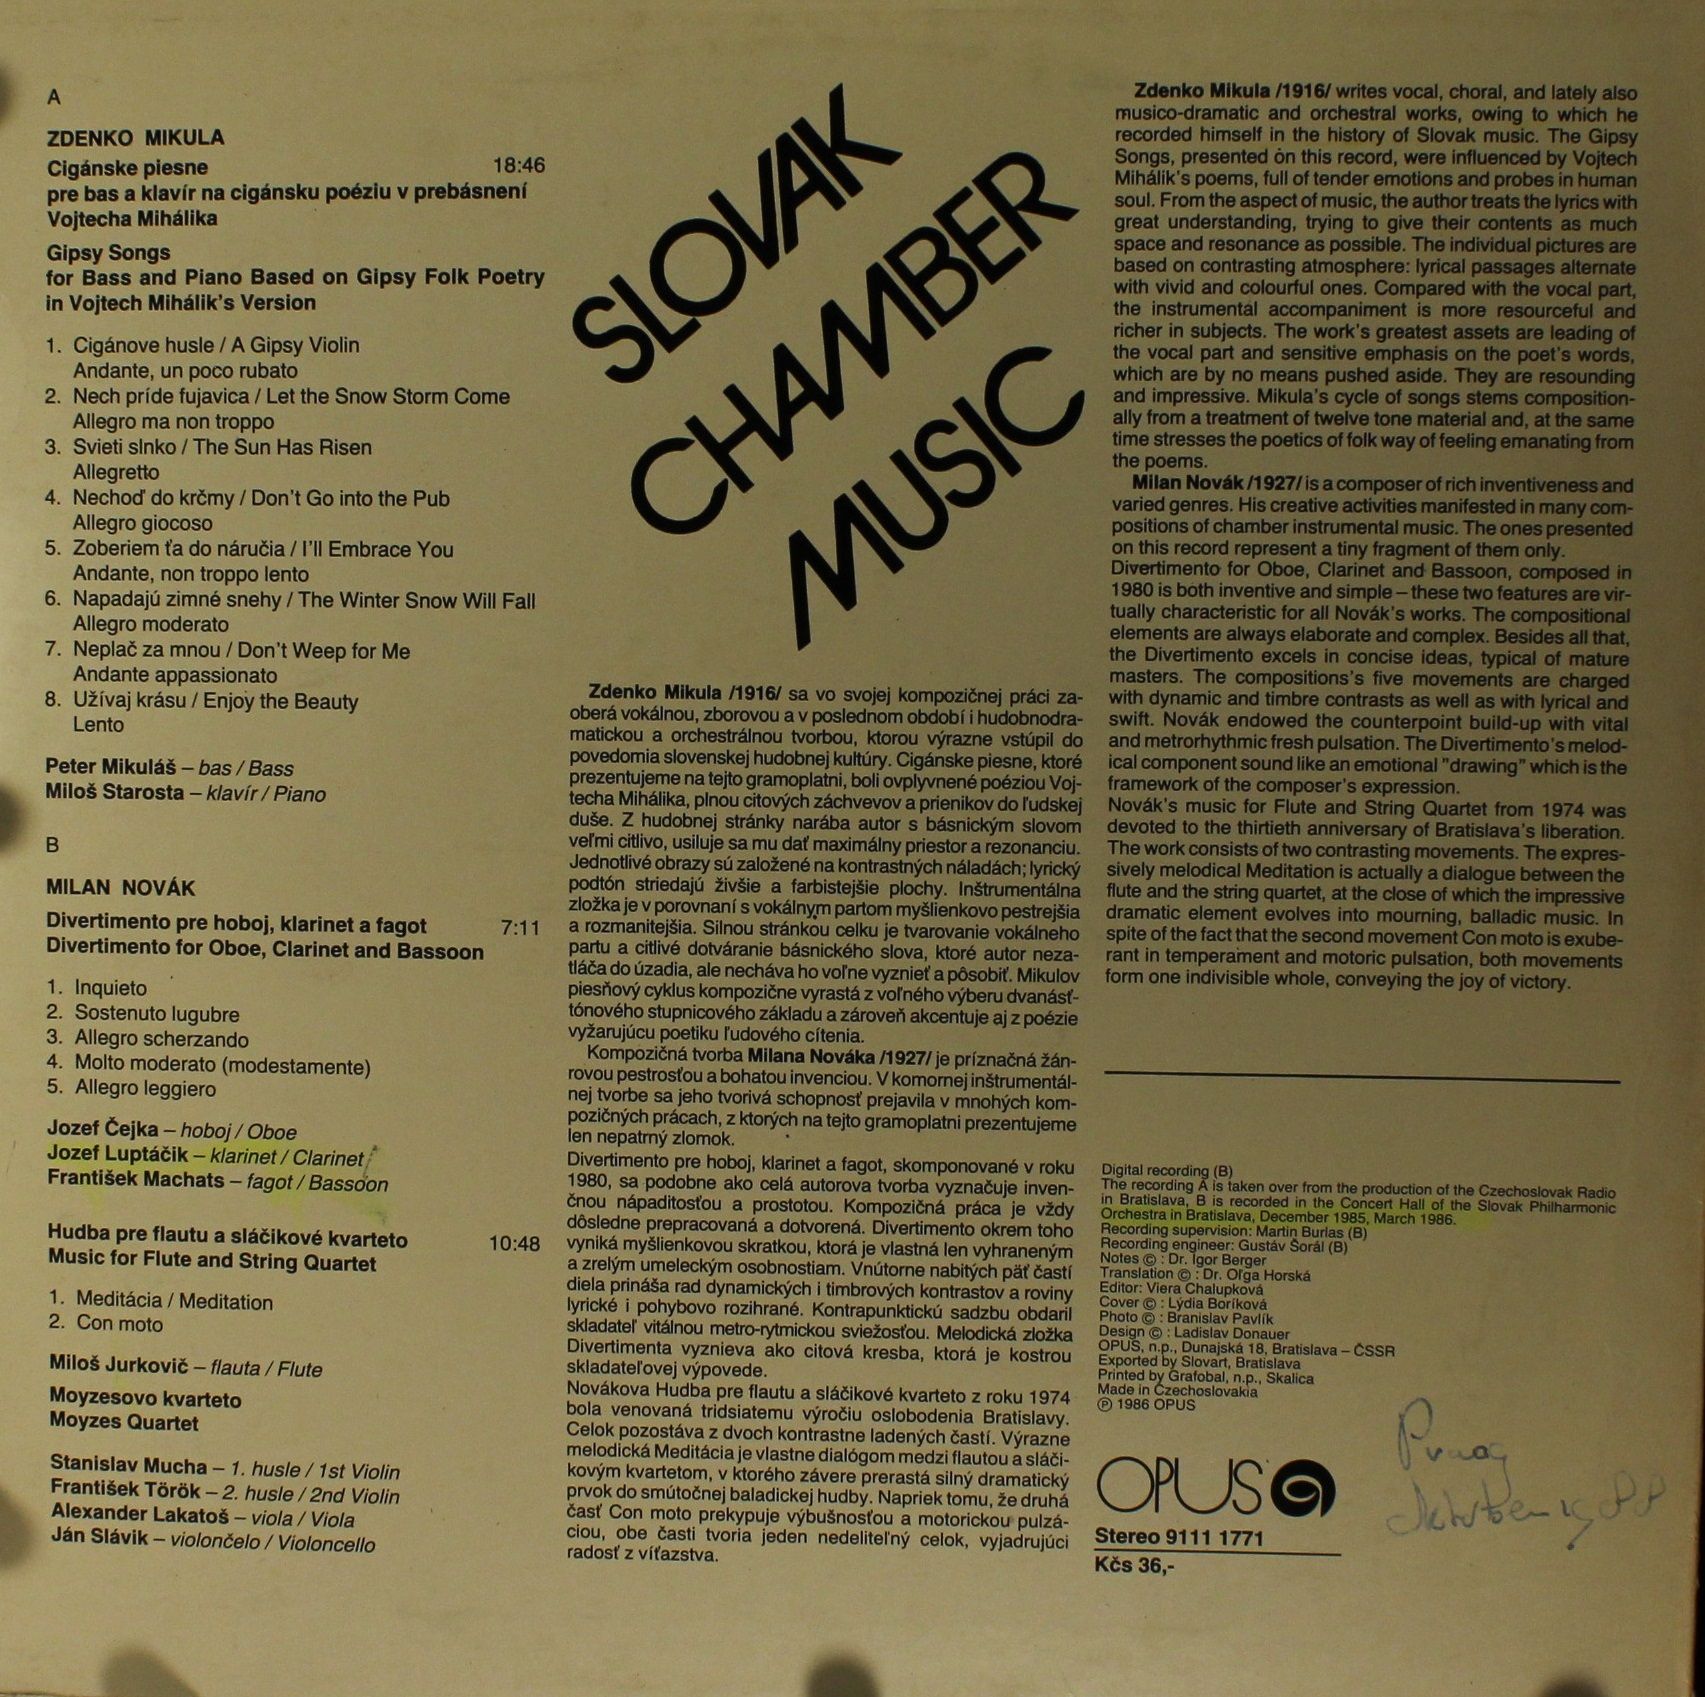 A
ZDENKO MIKULA
Cigánske piesne 18:46
pre bas a klavír na cigánsku poéziu v prebásnení
Vojtecha Mihálika
Gipsy Songs
for Bass and Piano Based on Gipsy Folk Poetry
in Vojtech Mihálik's Version
1. Cigánove husle / A Gipsy Violin
Andante, un poco rubato
2. Nech príde fujavica / Let the Snow Storm Come
Allegro ma non troppo
3. Svieti slnko / The Sun Has Risen
Allegretto
4. Nechoď do krčmy / Don't Go into the Pub
Allegro giocoso
5. Zoberiem ťa do náručia / I'll Embrace You
Andante, non troppo lento
6. Napadajú zimné snehy / The Winter Snow Will Fall
Allegro moderato
7. Neplač za mnou / Don't Weep for Me
Andante appassionato
8. Užívaj krásu / Enjoy the Beauty
Lento
Peter Mikuláš – bas / Bass
Miloš Starosta – klavír / Piano
B
MILAN NOVÁK
Divertimento pre hoboj, klarinet a fagot 7:11
Divertimento for Oboe, Clarinet and Bassoon
1. Inquieto
2. Sostenuto lugubre
3. Allegro scherzando
4. Molto moderato (modestamente)
5. Allegro leggiero
Jozef Čejka – hoboj / Oboe
Jozef Luptáčik – klarinet / Clarinet
František Machats – fagot / Bassoon
Hudba pre flautu a sláčikové kvarteto 10:48
Music for Flute and String Quartet
1. Meditácia / Meditation
2. Con moto
Miloš Jurkovič – flauta / Flute
Moyzesovo kvarteto
Moyzes Quartet
Stanislav Mucha – 1. husle / 1st Violin
František Török – 2. husle / 2nd Violin
Alexander Lakatoš – viola / Viola
Ján Slávik – violončelo / Violoncello
SLOVAK
CHAMBER
MUSIC
Zdenko Mikula /1916/ sa vo svojej kompozičnej práci za-
oberá vokálnou, zborovou a v poslednom období i hudobnodra-
matickou a orchestrálnou tvorbou, ktorou výrazne vstúpil do
povedomia slovenskej hudobnej kultúry. Cigánske piesne, ktoré
prezentujeme na tejto gramoplatni, boli ovplyvnené poéziou Voj-
techa Mihálika, plnou citových záchvevov a prienikov do ľudskej
duše. Z hudobnej stránky narába autor s básnickým slovom
veľmi citlivo, usiluje sa mu dať maximálny priestor a rezonanciu.
Jednotlivé obrazy sú založené na kontrastných náladách; lyrický
podtón striedajú živšie a farbistejšie plochy. Inštrumentálna
zložka je v porovnaní s vokálnym partom myšlienkovo pestrejšia
a rozmanitejšia. Silnou stránkou celku je tvarovanie vokálneho
partu a citlivé dotváranie básnického slova, ktoré autor neza-
tláča do úzadia, ale necháva ho voľne vyznieť a pôsobiť. Mikulov
piesňový cyklus kompozične vyrastá z voľného výberu dvanásť-
tónového stupnicového základu a zároveň akcentuje aj z poézie
vyžarujúcu poetiku ľudového cítenia.
Kompozičná tvorba Milana Nováka /1927/ je príznačná žán-
rovou pestrosťou a bohatou invenciou. V komornej inštrumentál-
nej tvorbe sa jeho tvorivá schopnosť prejavila v mnohých kom-
pozičných prácach, z ktorých na tejto gramoplatni prezentujeme
len nepatrný zlomok.
Divertimento pre hoboj, klarinet a fagot, skomponované v roku
1980, sa podobne ako celá autorova tvorba vyznačuje inven-
čnou nápaditosťou a prostotou. Kompozičná práca je vždy
dôsledne prepracovaná a dotvorená. Divertimento okrem toho
vyniká myšlienkovou skratkou, ktorá je vlastná len vyhraneným
a zrelým umeleckým osobnostiam. Vnútorne nabitých päť častí
diela prináša rad dynamických i timbrových kontrastov a roviny
lyrické i pohybovo rozihrané. Kontrapunktickú sadzbu obdaril
skladateľ vitálnou metro-rytmickou sviežosťou. Melodická zložka
Divertimenta vyznieva ako citová kresba, ktorá je kostrou
skladateľovej výpovede.
Novákova Hudba pre flautu a sláčikové kvarteto z roku 1974
bola venovaná tridsiatemu výročiu oslobodenia Bratislavy.
Celok pozostáva z dvoch kontrastne ladených častí. Výrazne
melodická Meditácia je vlastne dialógom medzi flautou a sláči-
kovým kvartetom, v ktorého závere prerastá silný dramatický
prvok do smútočnej baladickej hudby. Napriek tomu, že druhá
časť Con moto prekypuje výbušnosťou a motorickou pulzá-
ciou, obe časti tvoria jeden nedeliteľný celok, vyjadrujúci
radosť z víťazstva.
Zdenko Mikula /1916/ writes vocal, choral, and lately also
musico-dramatic and orchestral works, owing to which he
recorded himself in the history of Slovak music. The Gipsy
Songs, presented on this record, were influenced by Vojtech
Mihálik's poems, full of tender emotions and probes in human
soul. From the aspect of music, the author treats the lyrics with
great understanding, trying to give their contents as much
space and resonance as possible. The individual pictures are
based on contrasting atmosphere: lyrical passages alternate
with vivid and colourful ones. Compared with the vocal part,
the instrumental accompaniment is more resourceful and
richer in subjects. The work's greatest assets are leading of
the vocal part and sensitive emphasis on the poet's words,
which are by no means pushed aside. They are resounding
and impressive. Mikula's cycle of songs stems composition-
ally from a treatment of twelve tone material and, at the same
time stresses the poetics of folk way of feeling emanating from
the poems.
Milan Novák /1927/ is a composer of rich inventiveness and
varied genres. His creative activities manifested in many com-
positions of chamber instrumental music. The ones presented
on this record represent a tiny fragment of them only.
Divertimento for Oboe, Clarinet and Bassoon, composed in
1980 is both inventive and simple – these two features are vir-
tually characteristic for all Novák's works. The compositional
elements are always elaborate and complex. Besides all that,
the Divertimento excels in concise ideas, typical of mature
masters. The compositions's five movements are charged
with dynamic and timbre contrasts as well as with lyrical and
swift. Novák endowed the counterpoint build-up with vital
and metrorhythmic fresh pulsation. The Divertimento's melod-
ical component sound like an emotional "drawing" which is the
framework of the composer's expression.
Novák's music for Flute and String Quartet from 1974 was
devoted to the thirtieth anniversary of Bratislava's liberation.
The work consists of two contrasting movements. The expres-
sively melodical Meditation is actually a dialogue between the
flute and the string quartet, at the close of which the impressive
dramatic element evolves into mourning, balladic music. In
spite of the fact that the second movement Con moto is exube-
rant in temperament and motoric pulsation, both movements
form one indivisible whole, conveying the joy of victory.
Digital recording (B)
The recording A is taken over from the production of the Czechoslovak Radio
in Bratislava, B is recorded in the Concert Hall of the Slovak Philharmonic
Orchestra in Bratislava, December 1985, March 1986.
Recording supervision: Martin Burlas (B)
Recording engineer: Gustáv Šorál (B)
Notes © : Dr. Igor Berger
Translation © : Dr. Oľga Horská
Editor: Viera Chalupková
Cover © : Lýdia Boríková
Photo © : Branislav Pavlík
Design © : Ladislav Donauer
OPUS, n.p., Dunajská 18, Bratislava – ČSSR
Exported by Slovart, Bratislava
Printed by Grafobal, n.p., Skalica
Made in Czechoslovakia
℗ 1986 OPUS
OPUS
Stereo 9111 1771
Kčs 36,-
Praag